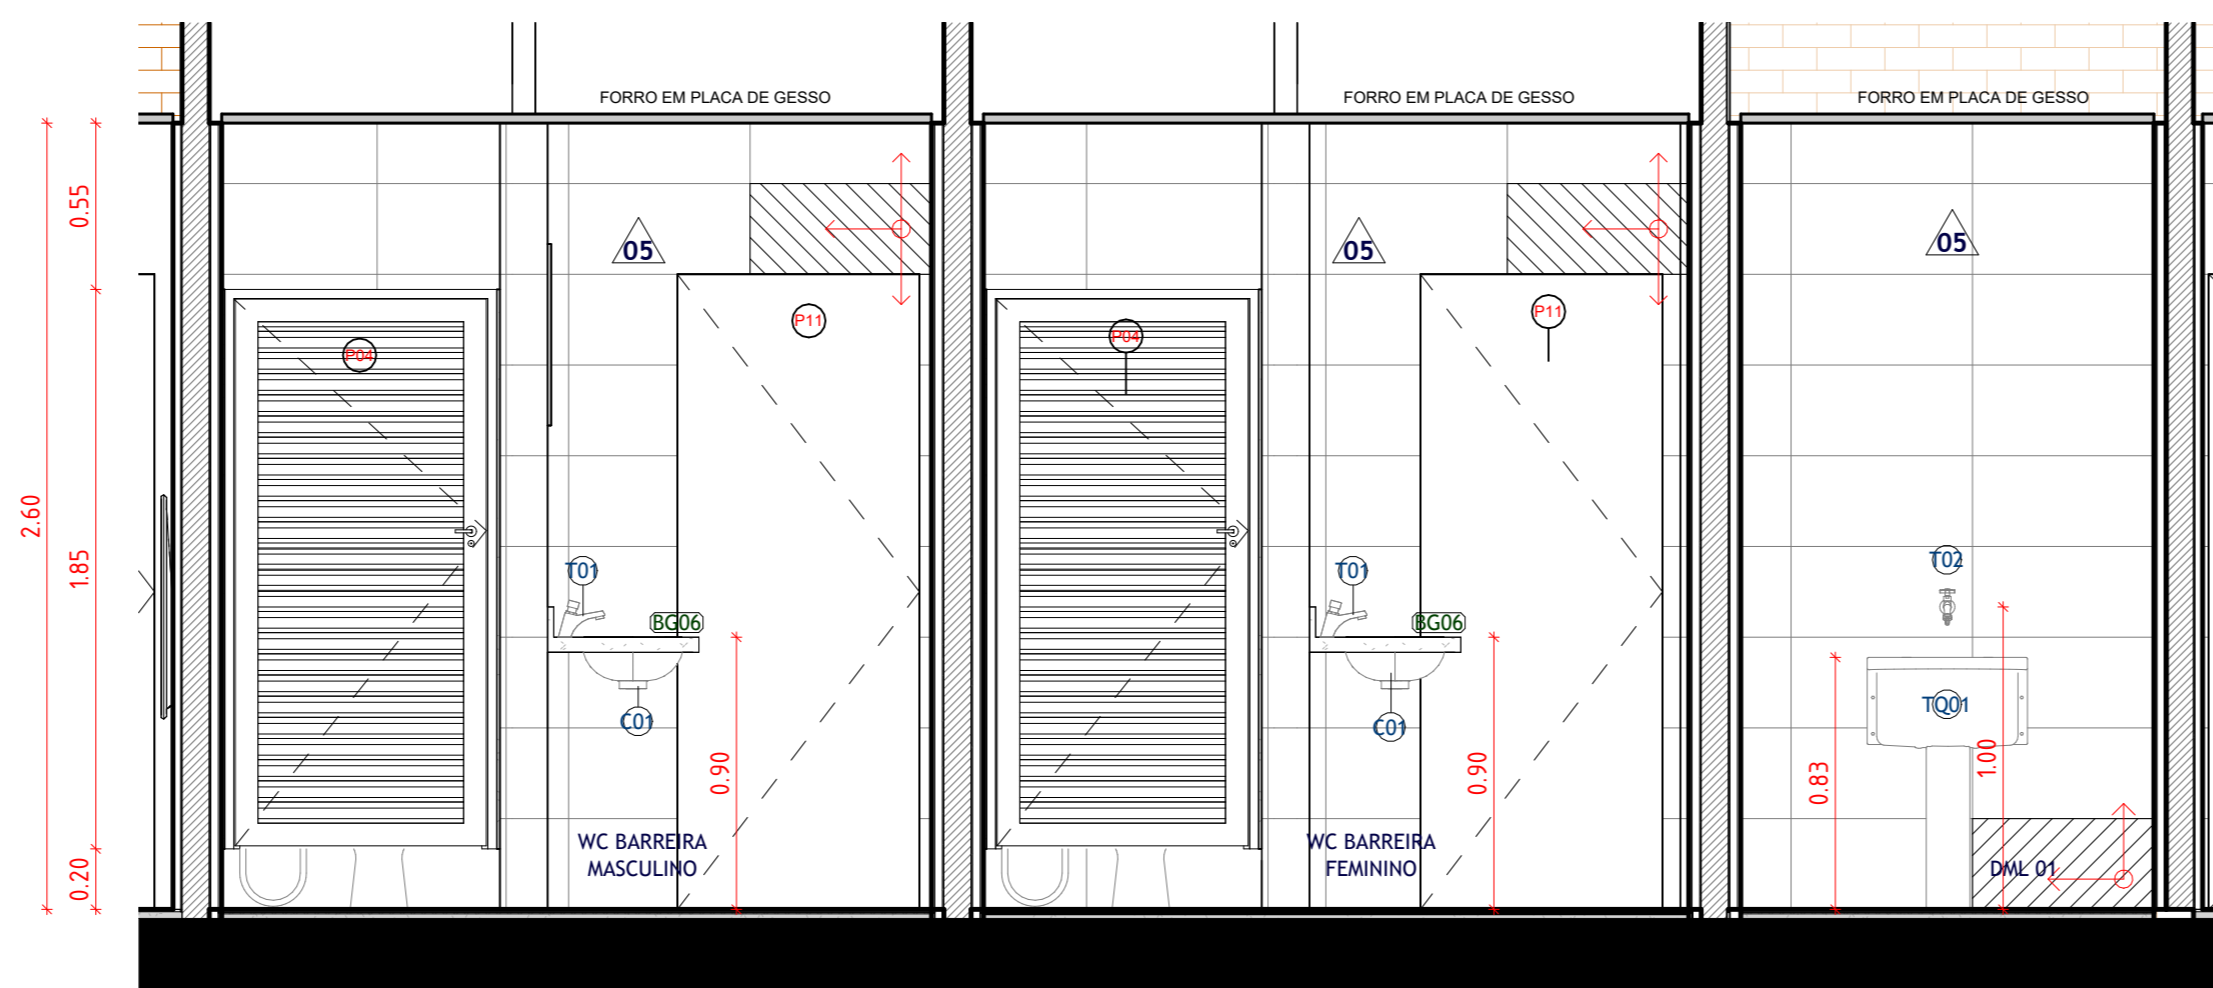 FORRO EM PLACA DE GESSO
FORRO EM PLACA DE GESSO
FORRO EM PLACA DE GESSO
0.55
2.60
1.85
0.20
05
P11
P04
T01
BG06
C01
0.90
WC BARREIRA
MASCULINO
05
P11
P04
T01
BG06
C01
0.90
WC BARREIRA
FEMININO
05
T02
TQ01
0.83
1.00
DML 01